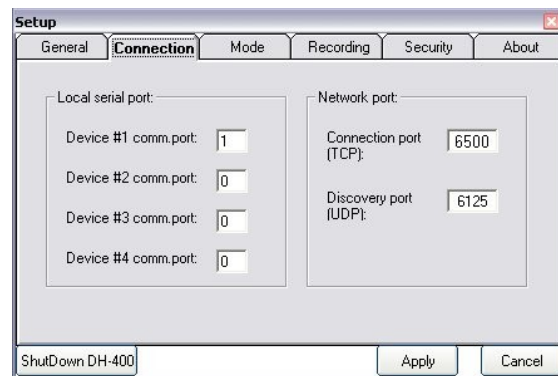 Setup
General Connection Mode Recording Security About
Local serial port:
Device #1 comm.port: 1
Device #2 comm.port: 0
Device #3 comm.port: 0
Device #4 comm.port: 0
Network port:
Connection port (TCP): 6500
Discovery port (UDP): 6125
ShutDown DH-400 Apply Cancel